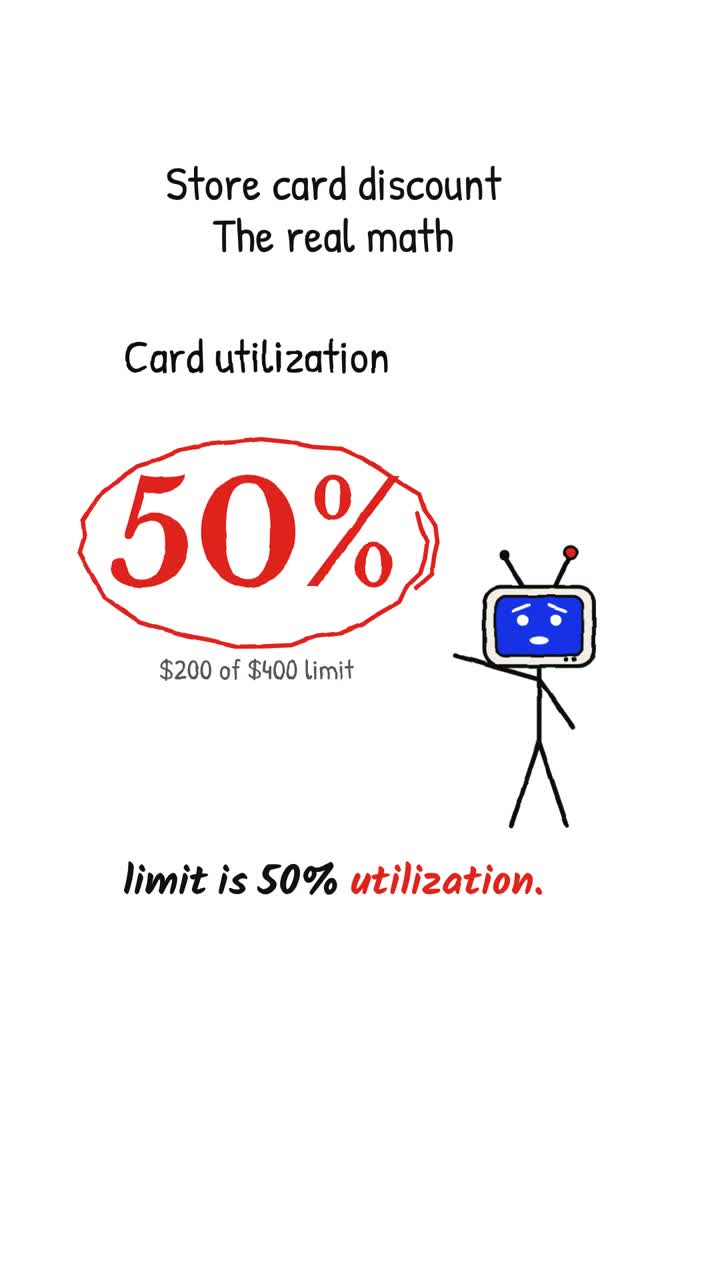 Store card discount
The real math
Card utilization
50%
$200 of $400 limit
limit is 50% utilization.